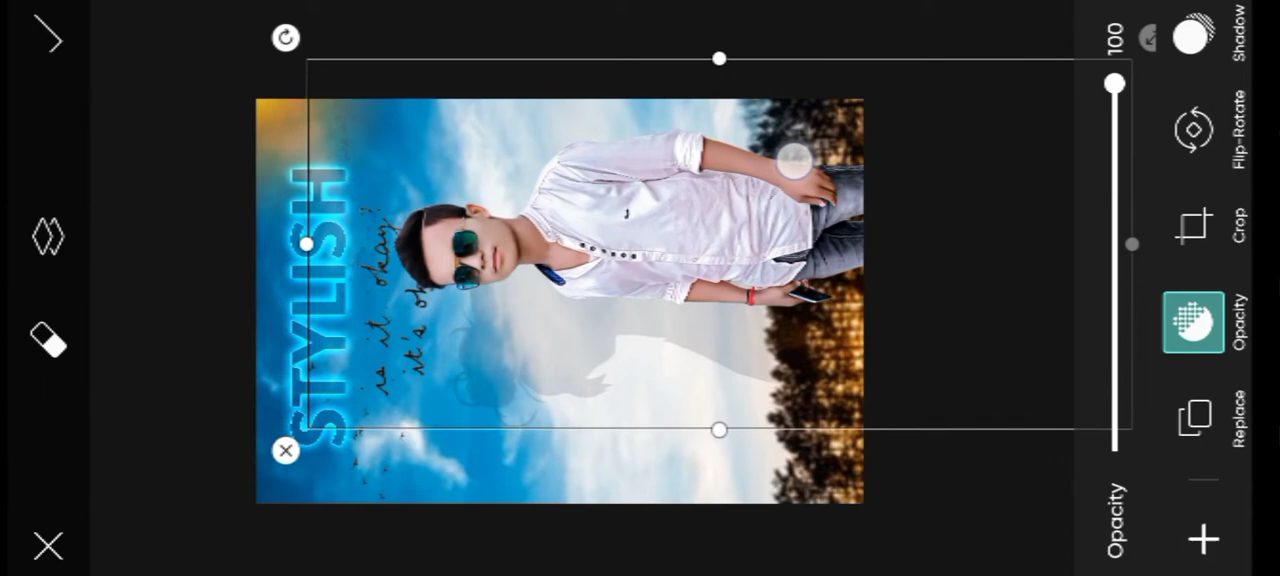 STYLISH
is it okay?
it's ok
100
Opacity
Shadow
Flip-Rotate
Crop
Opacity
Replace